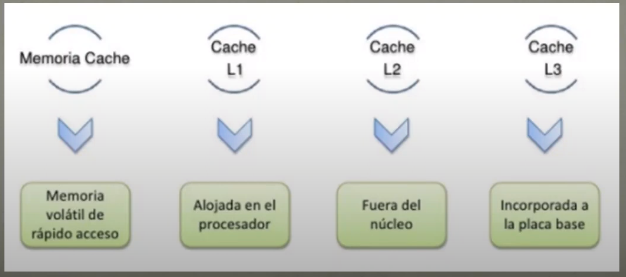 Memoria Cache
Cache
L1
Cache
L2
Cache
L3
Memoria
volátil de
rápido acceso
Alojada en el
procesador
Fuera del
núcleo
Incorporada a
la placa base